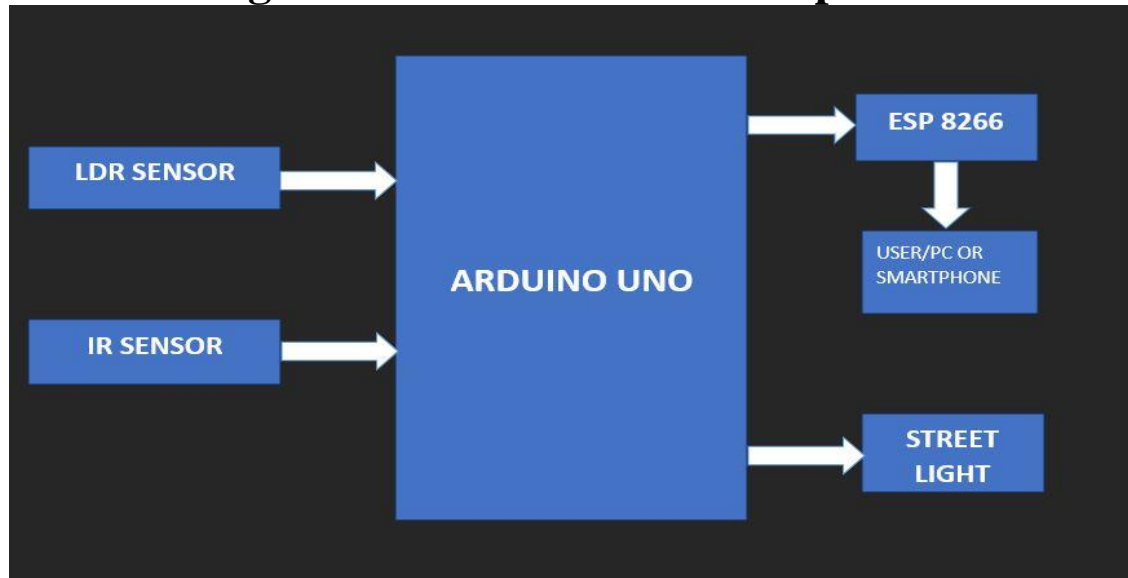 LDR SENSOR
IR SENSOR
ARDUINO UNO
ESP 8266
USER/PC OR
SMARTPHONE
STREET
LIGHT